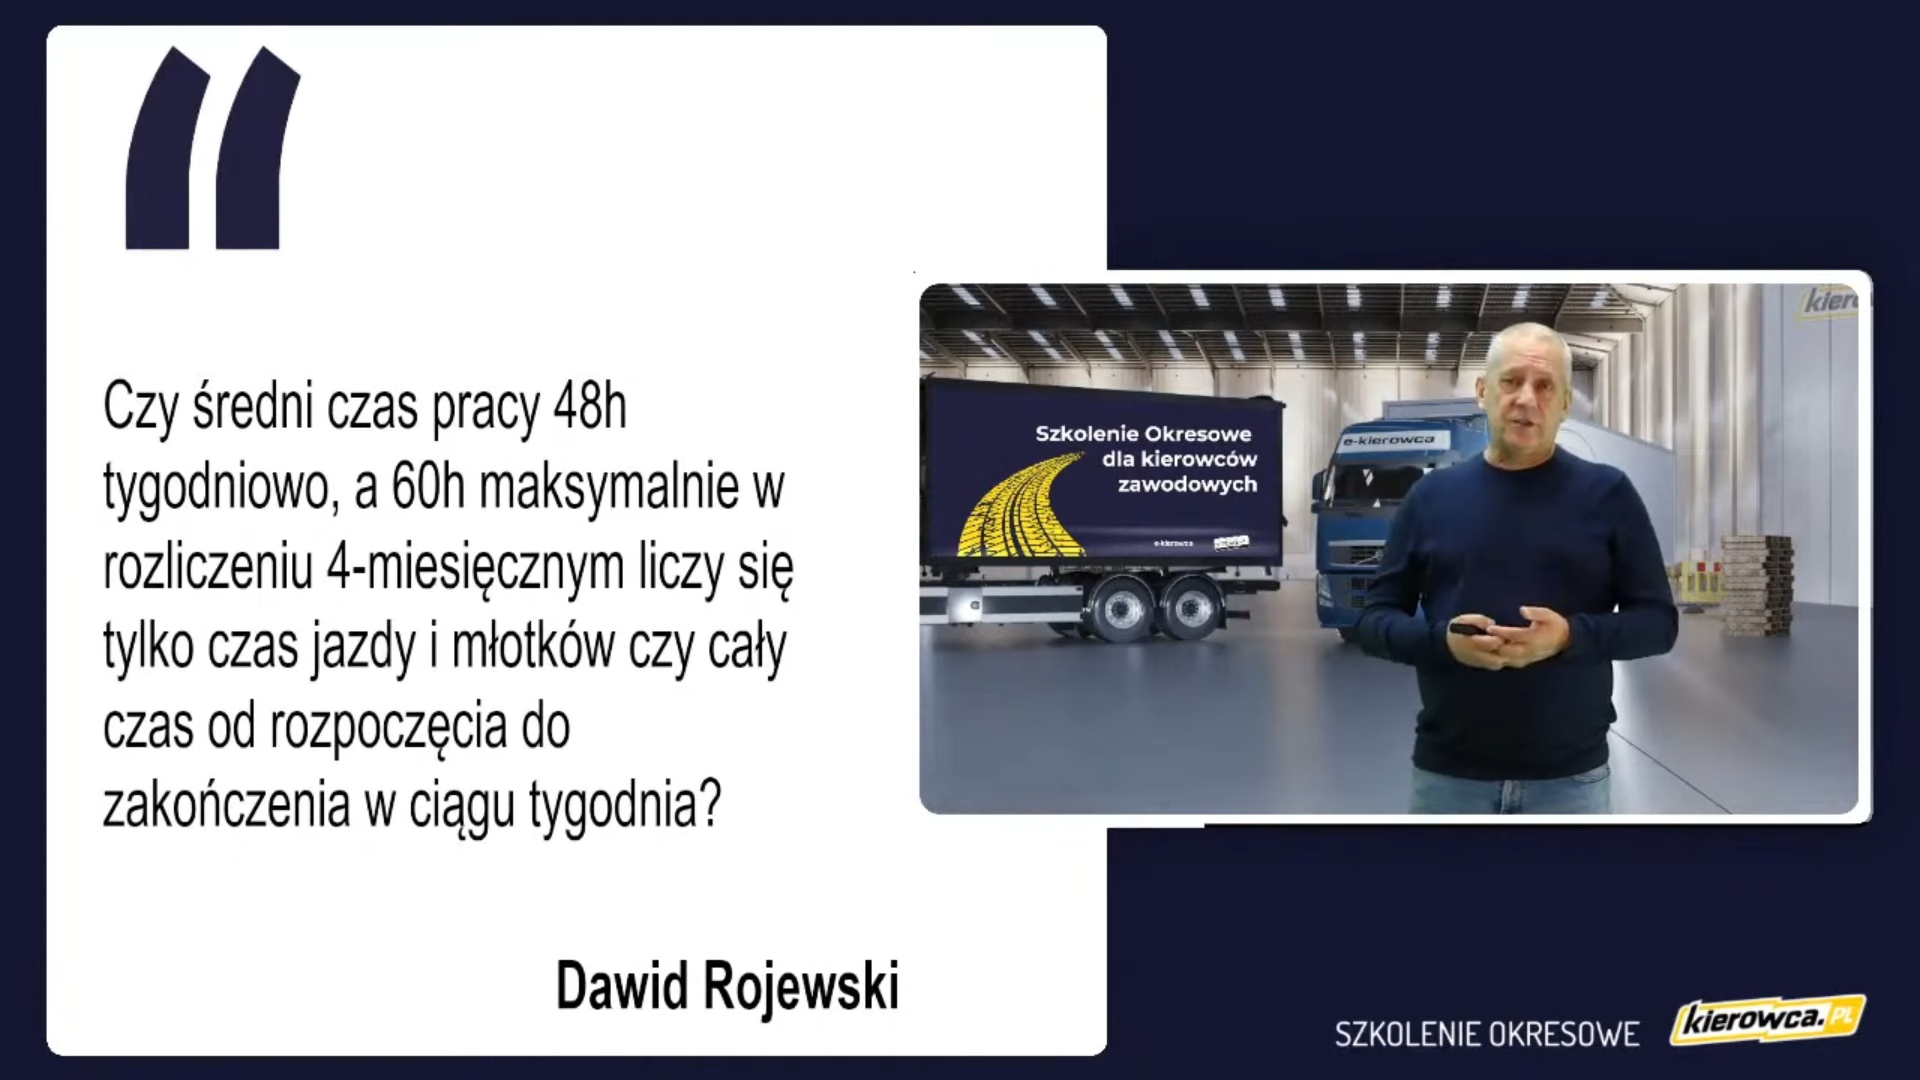 Czy średni czas pracy 48h
tygodniowo, a 60h maksymalnie w
rozliczeniu 4-miesięcznym liczy się
tylko czas jazdy i młotków czy cały
czas od rozpoczęcia do
zakończenia w ciągu tygodnia?
Dawid Rojewski
kier
Szkolenie Okresowe
dla kierowców
zawodowych
e-kierowca
e-kierowca
SZKOLENIE OKRESOWE
kierowca.PL